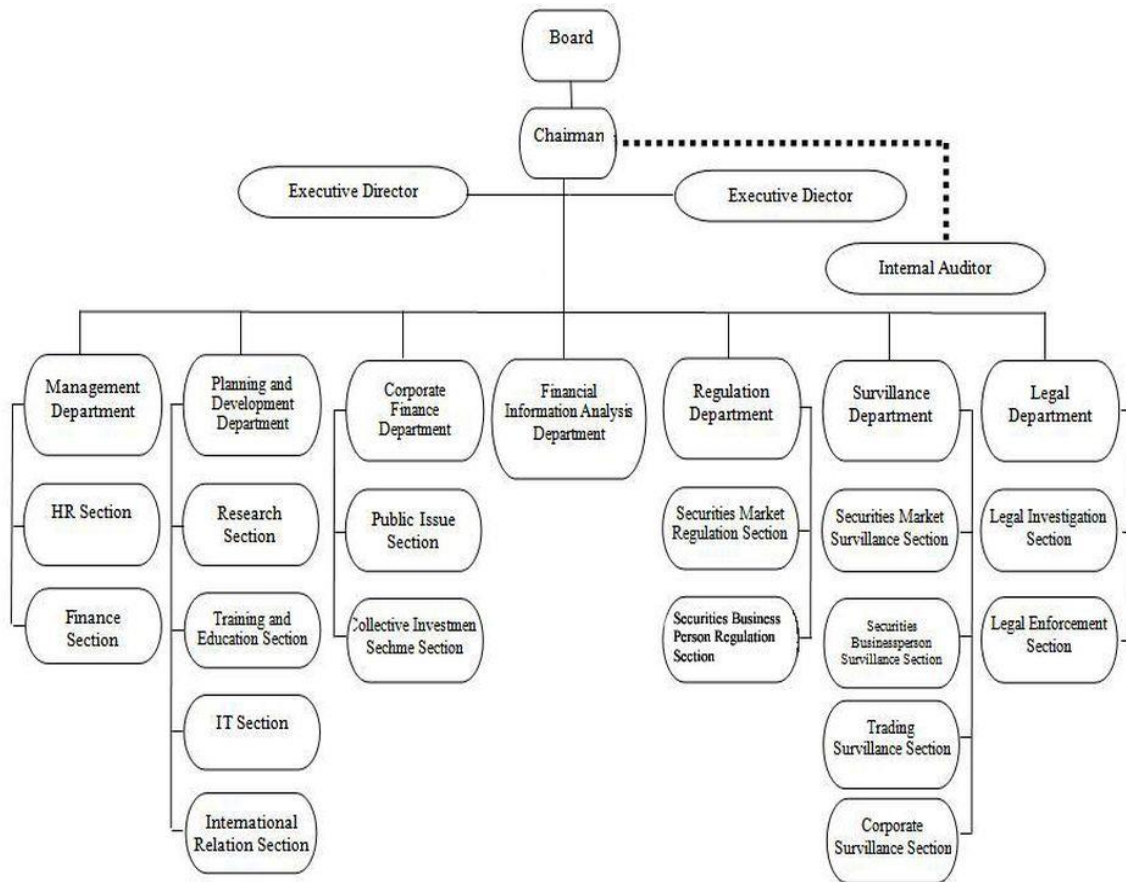 Board
Chairman
Executive Director
Executive Diector
Internal Auditor
Management
Department
Planning and
Development
Department
Corporate
Finance
Department
Financial
Information Analysis
Department
Regulation
Department
Survillance
Department
Legal
Department
HR Section
Research
Section
Public Issue
Section
Securities Market
Regulation Section
Securities Market
Survillance Section
Legal Investigation
Section
Finance
Section
Training and
Education Section
Collective Investmen
Sechme Section
Securities Business
Person Regulation
Section
Securities
Businessperson
Survillance Section
Legal Enforcement
Section
IT Section
Trading
Survillance Section
International
Relation Section
Corporate
Survillance Section